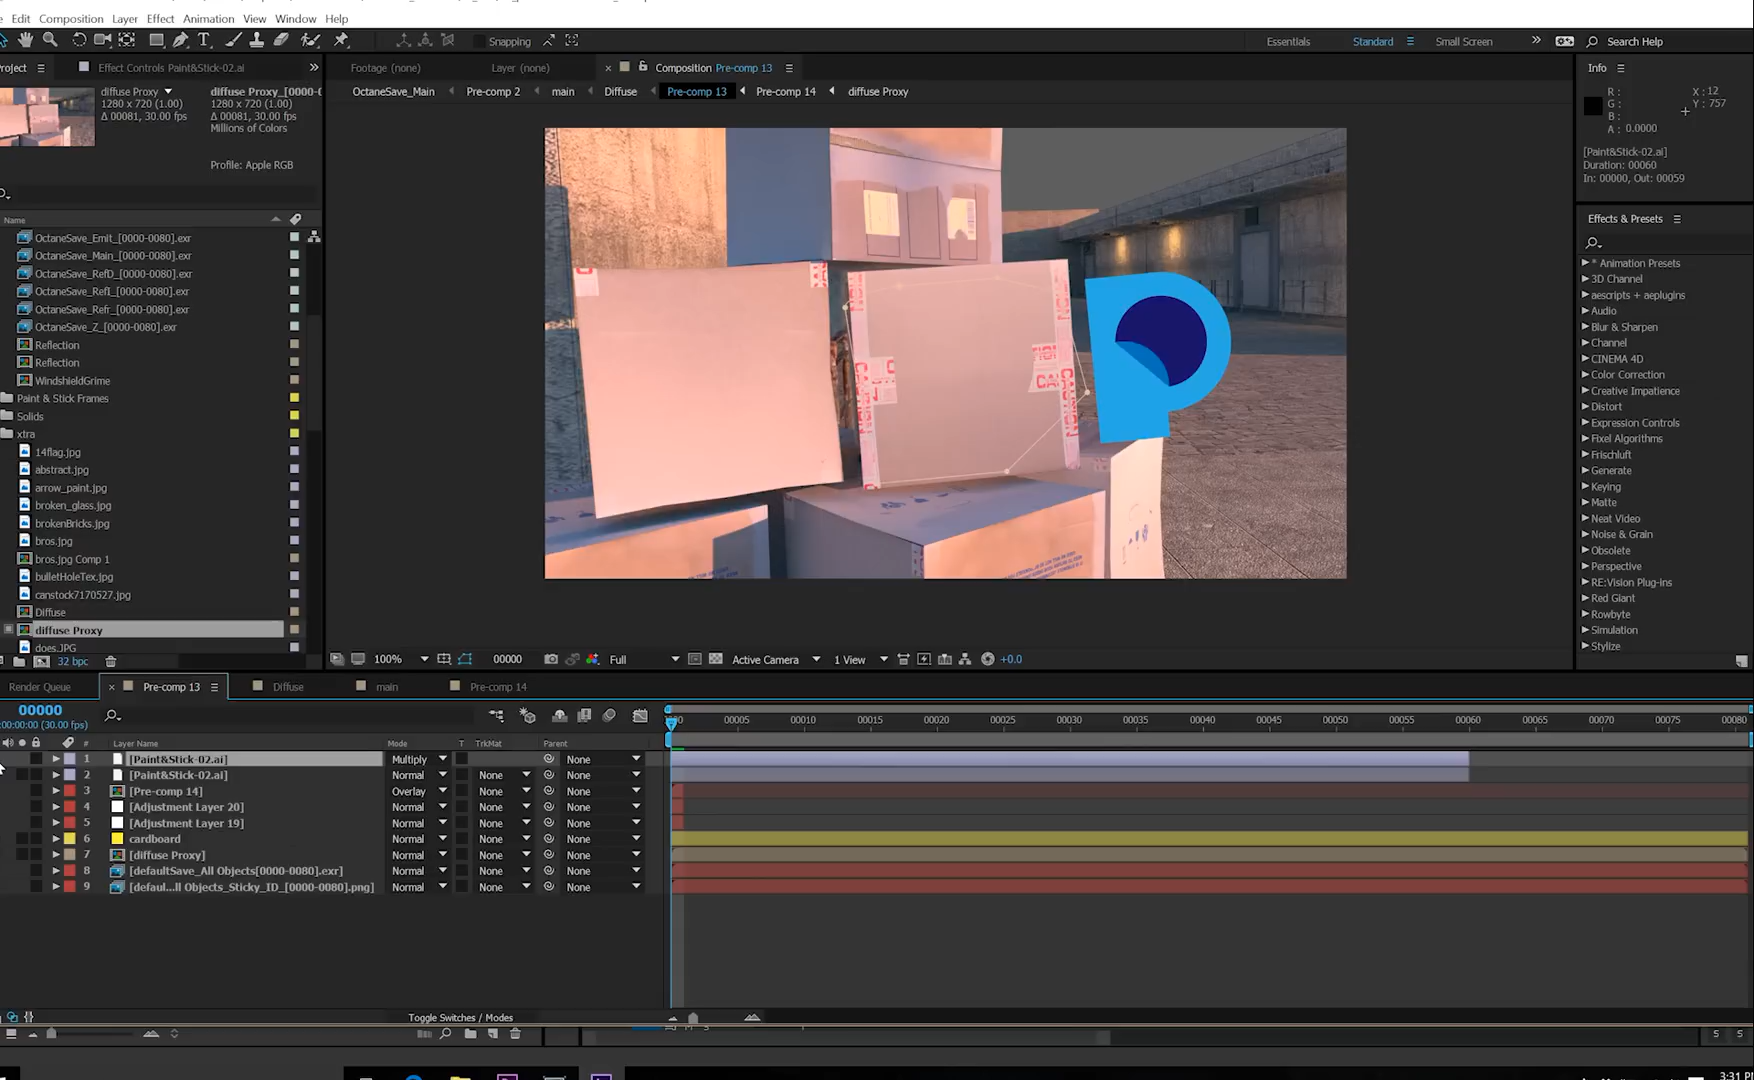 Edit Composition Layer Effect Animation View Window Help
Snapping
Essentials Standard Small Screen Search Help
Project Effect Controls Paint&Stick-02.ai
Footage (none) Layer (none) Composition Pre-comp 13
OctaneSave_Main Pre-comp 2 main Diffuse Pre-comp 13 Pre-comp 14 diffuse Proxy
diffuse Proxy
1280 x 720 (1.00)
Δ 00081, 30.00 fps
diffuse Proxy_[0000-0
1280 x 720 (1.00)
Δ 00081, 30.00 fps
Millions of Colors
Profile: Apple RGB
Name
OctaneSave_Emit_[0000-0080].exr
OctaneSave_Main_[0000-0080].exr
OctaneSave_RefD_[0000-0080].exr
OctaneSave_RefI_[0000-0080].exr
OctaneSave_Refr_[0000-0080].exr
OctaneSave_Z_[0000-0080].exr
Reflection
Reflection
WindshieldGrime
Paint & Stick Frames
Solids
xtra
14flag.jpg
abstract.jpg
arrow_paint.jpg
broken_glass.jpg
brokenBricks.jpg
bros.jpg
bros.jpg Comp 1
bulletHoleTex.jpg
canstock7170527.jpg
Diffuse
diffuse Proxy
does.JPG
32 bpc
CAUTION
100% 00000 Full Active Camera 1 View +0.0
Info
R :
G :
B :
A : 0.0000
X : 12
Y : 757
[Paint&Stick-02.ai]
Duration: 00060
In: 00000, Out: 00059
Effects & Presets
* Animation Presets
3D Channel
aescripts + aeplugins
Audio
Blur & Sharpen
Channel
CINEMA 4D
Color Correction
Creative Impatience
Distort
Expression Controls
Fixel Algorithms
Frischluft
Generate
Keying
Matte
Neat Video
Noise & Grain
Obsolete
Perspective
RE:Vision Plug-ins
Red Giant
Rowbyte
Simulation
Stylize
Render Queue Pre-comp 13 Diffuse main Pre-comp 14
00000
0:00:00:00 (30.00 fps)
00005 00010 00015 00020 00025 00030 00035 00040 00045 00050 00055 00060 00065 00070 00075 00080
# Layer Name Mode T TrkMat Parent
1 [Paint&Stick-02.ai] Multiply None
2 [Paint&Stick-02.ai] Normal None None
3 [Pre-comp 14] Overlay None None
4 [Adjustment Layer 20] Normal None None
5 [Adjustment Layer 19] Normal None None
6 cardboard Normal None None
7 [diffuse Proxy] Normal None None
8 [defaultSave_All Objects[0000-0080].exr] Normal None None
9 [defaul...ll Objects_Sticky_ID_[0000-0080].png] Normal None None
Toggle Switches / Modes
3:31 PM